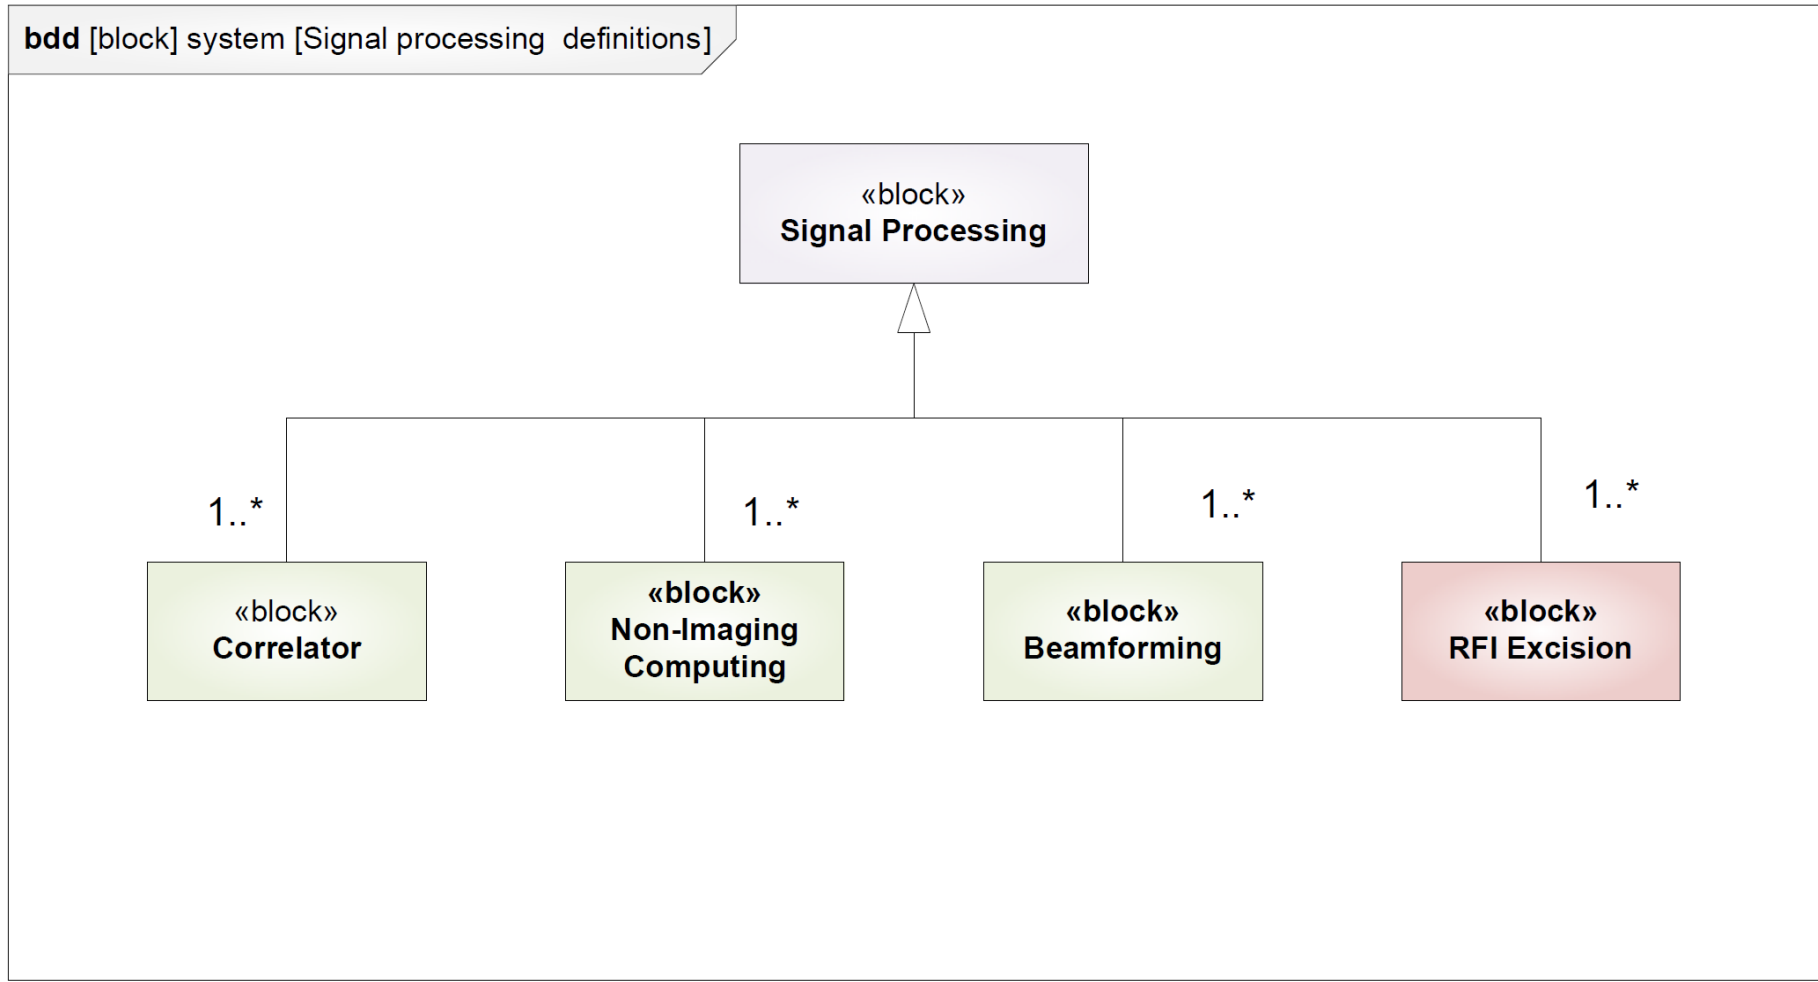 bdd [block] system [Signal processing  definitions]
«block»
Signal Processing
1..*
1..*
1..*
1..*
«block»
Correlator
«block»
Non-Imaging
Computing
«block»
Beamforming
«block»
RFI Excision